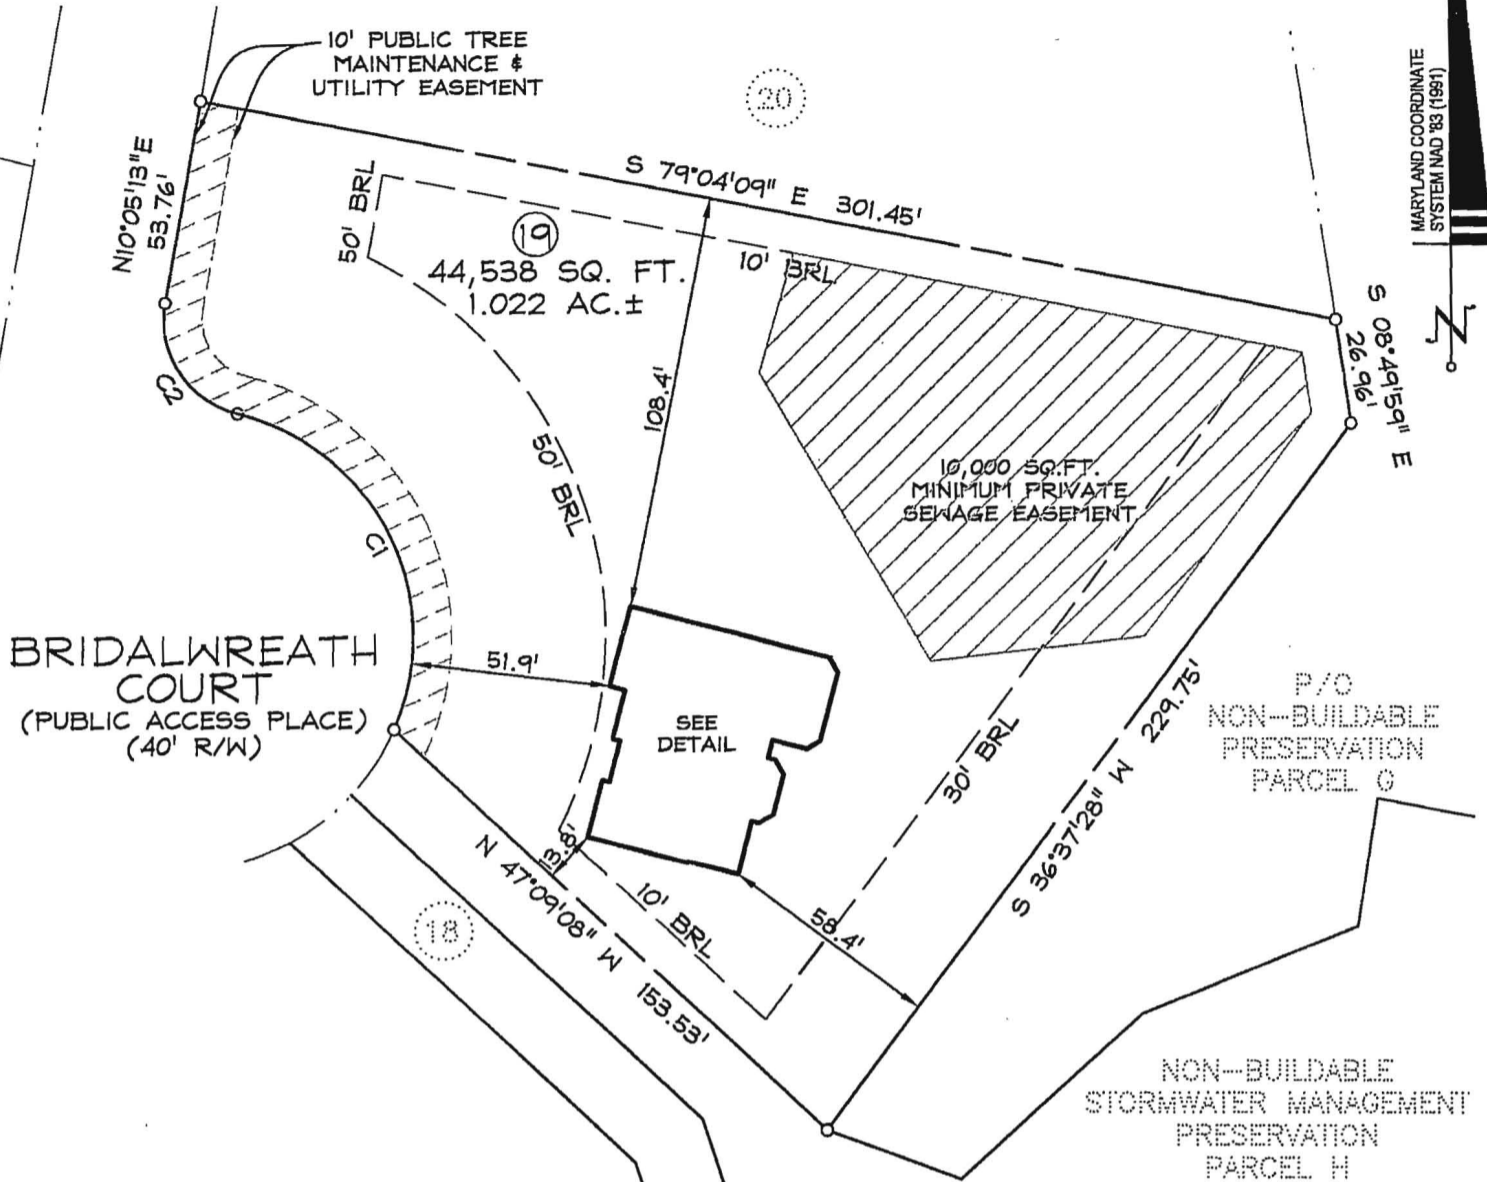 10' PUBLIC TREE
MAINTENANCE &
UTILITY EASEMENT
20
MARYLAND COORDINATE
SYSTEM NAD '83 (1991)
N
N10°05'13"E
53.76'
S 79°04'09" E 301.45'
50' BRL
19
44,538 SQ. FT.
1.022 AC.±
10' BRL
S 08°49'59" E
26.96'
108.4'
C2
50' BRL
10,000 SQ.FT.
MINIMUM PRIVATE
SEWAGE EASEMENT
C1
BRIDALWREATH
COURT
(PUBLIC ACCESS PLACE)
(40' R/W)
51.9'
SEE
DETAIL
30' BRL
S 36°37'28" W 229.75'
P/O
NON-BUILDABLE
PRESERVATION
PARCEL G
13.8'
N 47°09'08" W 153.53'
10' BRL
58.4'
18
NON-BUILDABLE
STORMWATER MANAGEMENT
PRESERVATION
PARCEL H